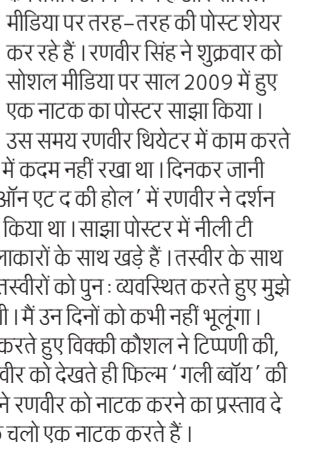 मीडिया पर तरह-तरह की पोस्ट शेयर
कर रहे हैं । रणवीर सिंह ने शुक्रवार को
सोशल मीडिया पर साल 2009 में हुए
एक नाटक का पोस्टर साझा किया ।
उस समय रणवीर थियेटर में काम करते
में कदम नहीं रखा था । दिनकर जानी
ऑन एट द की होल ’ में रणवीर ने दर्शन
किया था । साझा पोस्टर में नीली टी
लाकारों के साथ खड़े हैं । तस्वीर के साथ
तस्वीरों को पुन : व्यवस्थित करते हुए मुझे
ी । मैं उन दिनों को कभी नहीं भूलूंगा ।
करते हुए विक्की कौशल ने टिप्पणी की,
वीर को देखते ही फिल्म ‘ गली ब्वॉय ’ की
ने रणवीर को नाटक करने का प्रस्ताव दे
चलो एक नाटक करते हैं ।